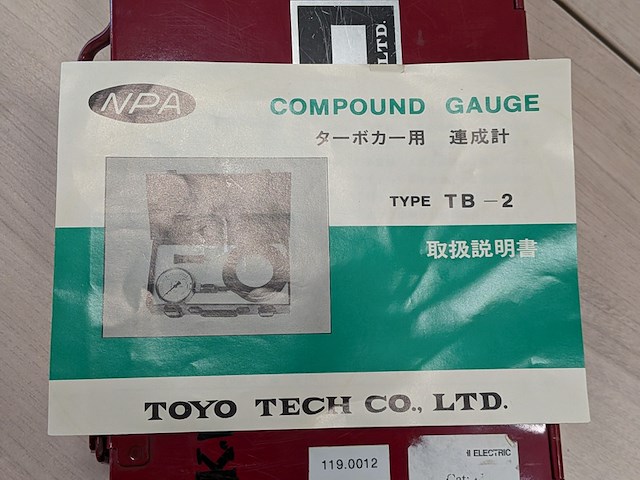 LTD.
NPA
COMPOUND GAUGE
ターボカー用 連成計
TYPE TB-2
取扱説明書
TOYO TECH CO., LTD.
K.
119.0012
ELECTRIC